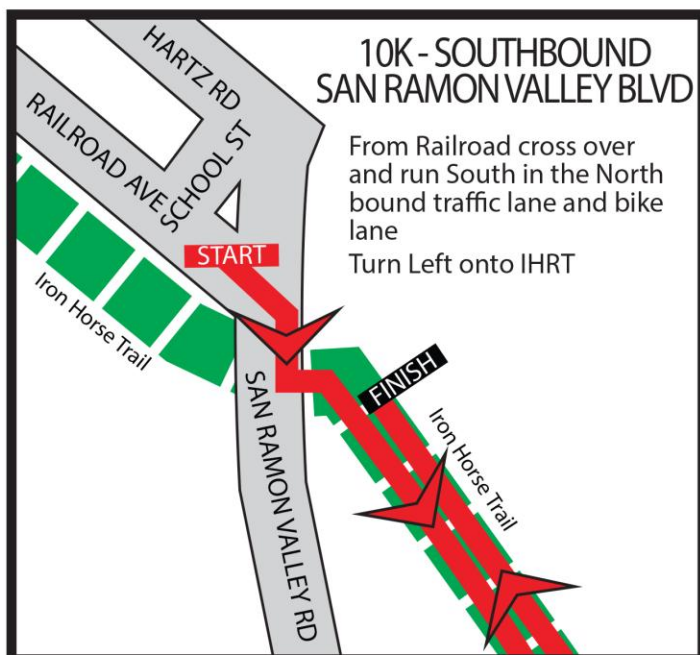 10K - SOUTHBOUND
SAN RAMON VALLEY BLVD
From Railroad cross over
and run South in the North
bound traffic lane and bike
lane
Turn Left onto IHRT
HARTZ RD
SCHOOL ST
RAILROAD AVE
START
Iron Horse Trail
FINISH
Iron Horse Trail
SAN RAMON VALLEY RD